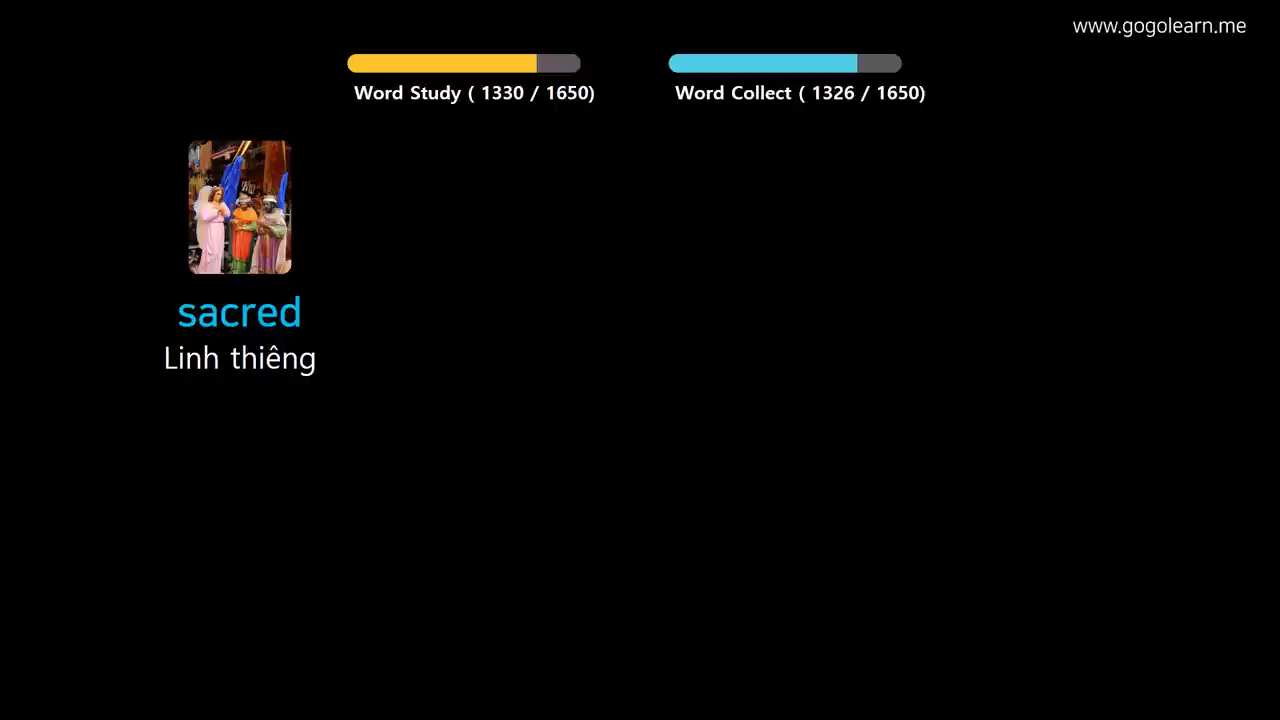 www.gogolearn.me
Word Study ( 1330 / 1650)
Word Collect ( 1326 / 1650)
sacred
Linh thiêng